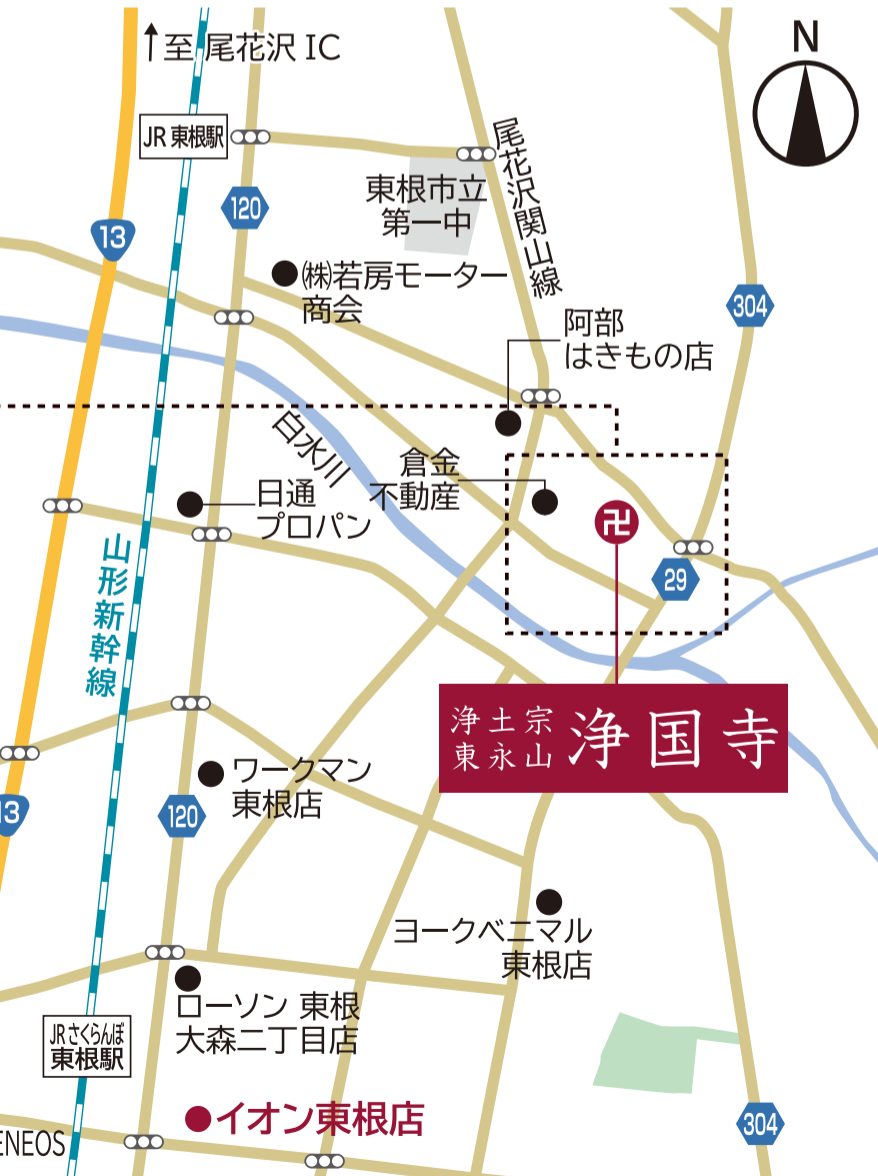 ↑至 尾花沢 IC
N
JR 東根駅
尾花沢関山線
東根市立
第一中
120
13
㈱若房モーター
商会
304
阿部
はきもの店
白水川
倉金
不動産
日通
プロパン
卍
29
山形新幹線
浄土宗
東永山
浄国寺
ワークマン
東根店
13
120
ヨークベニマル
東根店
ローソン 東根
大森二丁目店
JRさくらんぼ
東根駅
イオン東根店
304
ENEOS